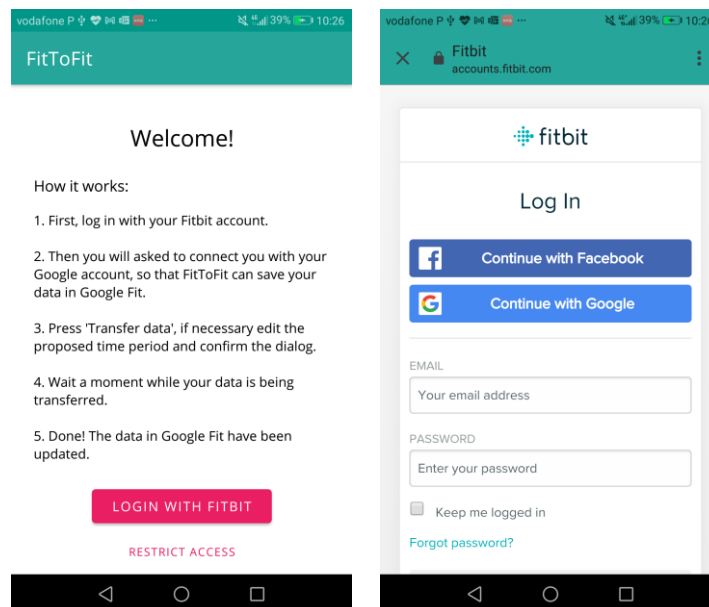 vodafone P ... 39% 10:26
FitToFit
Welcome!
How it works:
1. First, log in with your Fitbit account.
2. Then you will asked to connect you with your
Google account, so that FitToFit can save your
data in Google Fit.
3. Press 'Transfer data', if necessary edit the
proposed time period and confirm the dialog.
4. Wait a moment while your data is being
transferred.
5. Done! The data in Google Fit have been
updated.
LOGIN WITH FITBIT
RESTRICT ACCESS
vodafone P ... 39%
Fitbit
accounts.fitbit.com
fitbit
Log In
Continue with Facebook
Continue with Google
EMAIL
Your email address
PASSWORD
Enter your password
Keep me logged in
Forgot password?